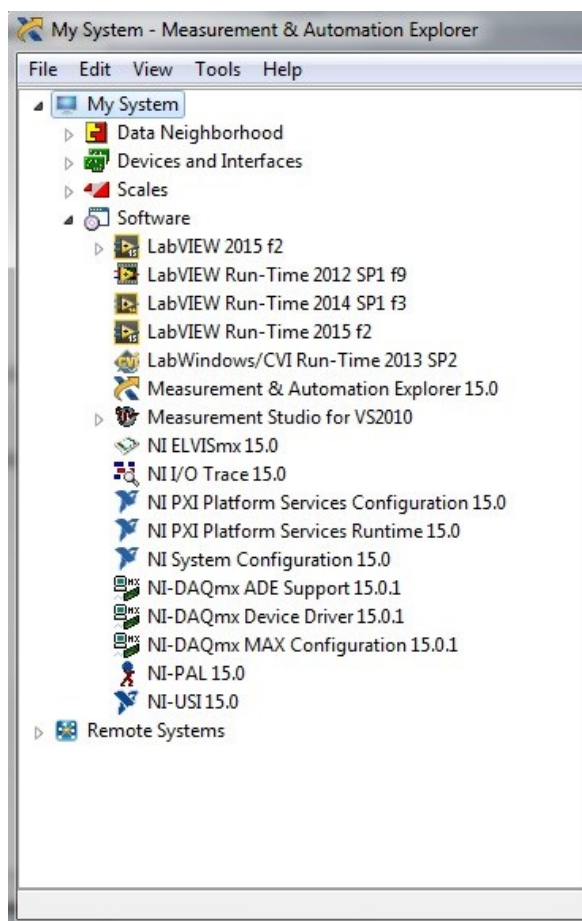 My System - Measurement & Automation Explorer
File Edit View Tools Help
My System
Data Neighborhood
Devices and Interfaces
Scales
Software
LabVIEW 2015 f2
LabVIEW Run-Time 2012 SP1 f9
LabVIEW Run-Time 2014 SP1 f3
LabVIEW Run-Time 2015 f2
LabWindows/CVI Run-Time 2013 SP2
Measurement & Automation Explorer 15.0
Measurement Studio for VS2010
NI ELVISmx 15.0
NI I/O Trace 15.0
NI PXI Platform Services Configuration 15.0
NI PXI Platform Services Runtime 15.0
NI System Configuration 15.0
NI-DAQmx ADE Support 15.0.1
NI-DAQmx Device Driver 15.0.1
NI-DAQmx MAX Configuration 15.0.1
NI-PAL 15.0
NI-USI 15.0
Remote Systems